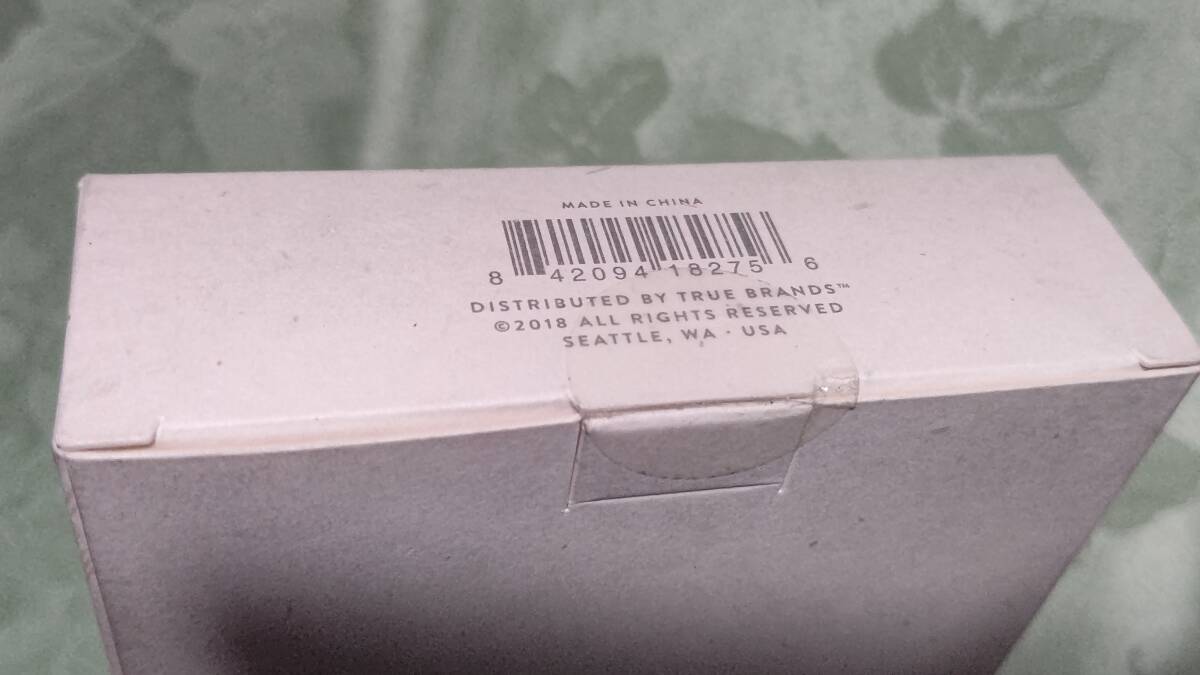 MADE IN CHINA
8 42094 18275 6
DISTRIBUTED BY TRUE BRANDS™
©2018 ALL RIGHTS RESERVED
SEATTLE, WA · USA